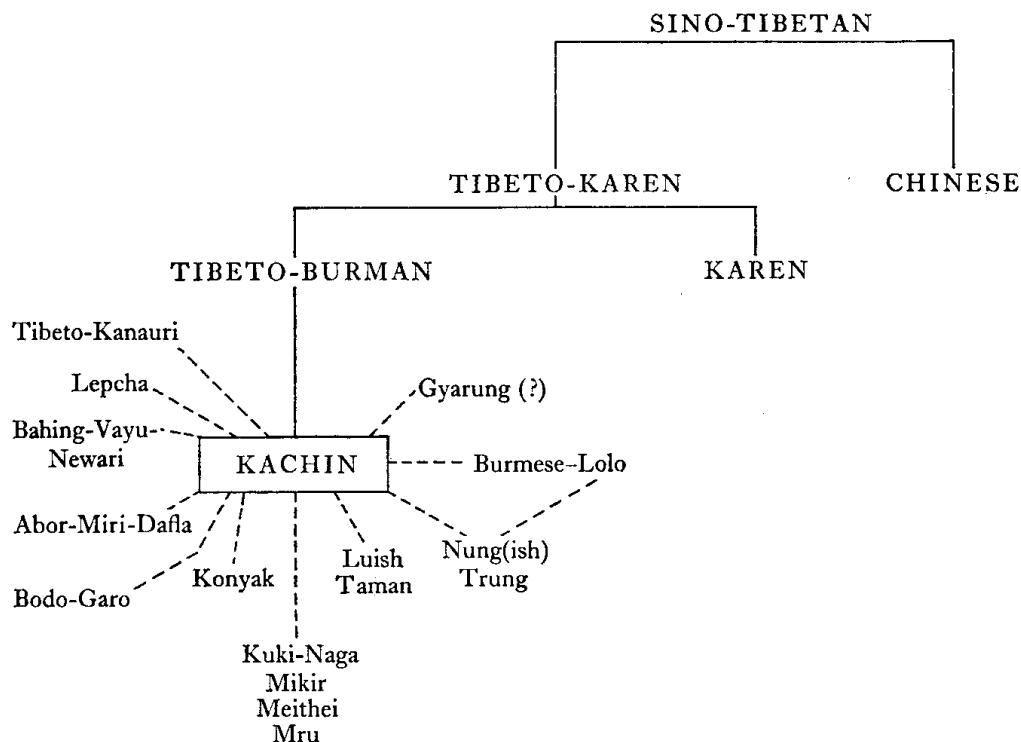 SINO-TIBETAN
TIBETO-KAREN
CHINESE
TIBETO-BURMAN
KAREN
Tibeto-Kanauri
Lepcha
Gyarung (?)
Bahing-Vayu-
Newari
KACHIN
Burmese-Lolo
Abor-Miri-Dafla
Bodo-Garo
Konyak
Luish
Taman
Nung(ish)
Trung
Kuki-Naga
Mikir
Meithei
Mru